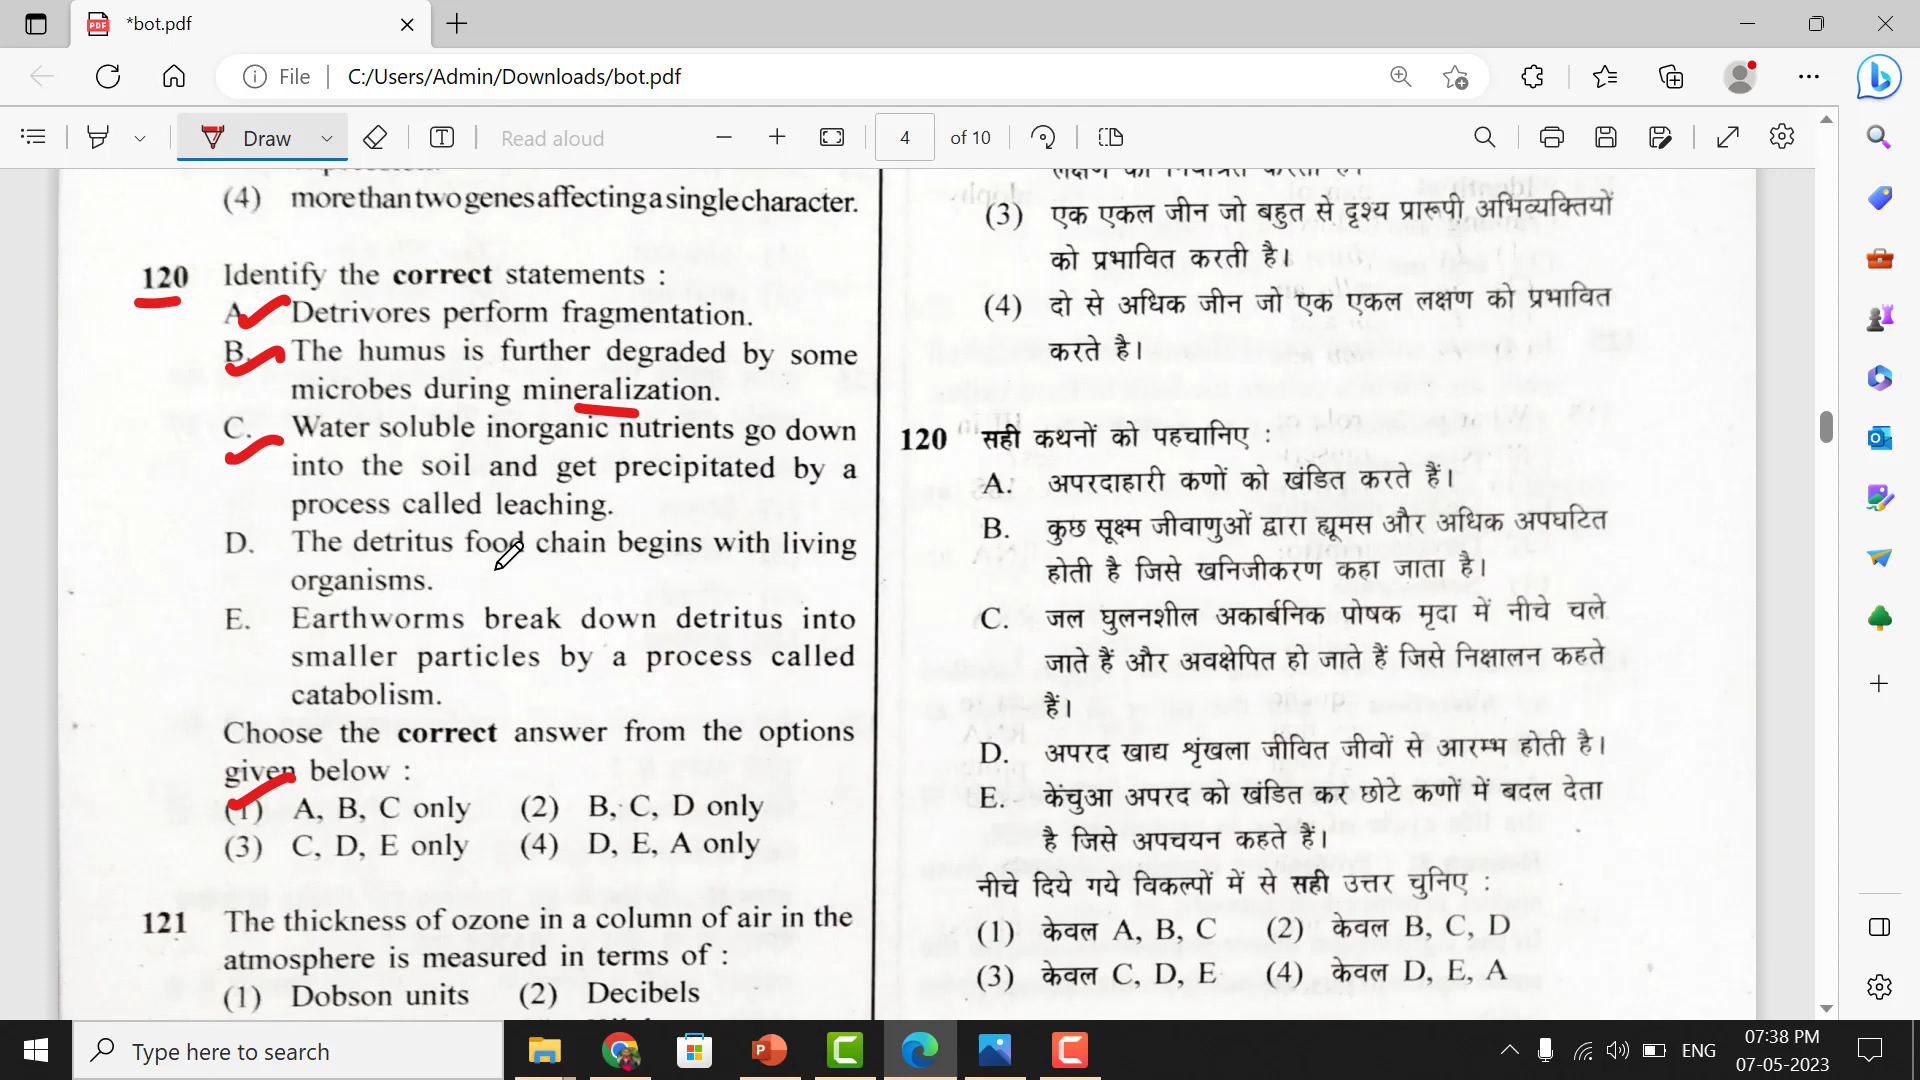 *bot.pdf
File
C:/Users/Admin/Downloads/bot.pdf
Draw
Read aloud
4
of 10
(4) more than two genes affecting a single character.
120 Identify the correct statements :
A. Detrivores perform fragmentation.
B. The humus is further degraded by some
microbes during mineralization.
C. Water soluble inorganic nutrients go down
into the soil and get precipitated by a
process called leaching.
D. The detritus food chain begins with living
organisms.
E. Earthworms break down detritus into
smaller particles by a process called
catabolism.
Choose the correct answer from the options
given below :
(1) A, B, C only (2) B, C, D only
(3) C, D, E only (4) D, E, A only
121 The thickness of ozone in a column of air in the
atmosphere is measured in terms of :
(1) Dobson units (2) Decibels
(3) एक एकल जीन जो बहुत से दृश्य प्रारूपी अभिव्यक्तियों
को प्रभावित करती है।
(4) दो से अधिक जीन जो एक एकल लक्षण को प्रभावित
करते है।
120 सही कथनों को पहचानिए :
A. अपरदाहारी कणों को खंडित करते हैं।
B. कुछ सूक्ष्म जीवाणुओं द्वारा ह्यूमस और अधिक अपघटित
होती है जिसे खनिजीकरण कहा जाता है।
C. जल घुलनशील अकार्बनिक पोषक मृदा में नीचे चले
जाते हैं और अवक्षेपित हो जाते हैं जिसे निक्षालन कहते
हैं।
D. अपरद खाद्य शृंखला जीवित जीवों से आरम्भ होती है।
E. केंचुआ अपरद को खंडित कर छोटे कणों में बदल देता
है जिसे अपचयन कहते हैं।
नीचे दिये गये विकल्पों में से सही उत्तर चुनिए :
(1) केवल A, B, C (2) केवल B, C, D
(3) केवल C, D, E (4) केवल D, E, A
Type here to search
ENG
07:38 PM
07-05-2023